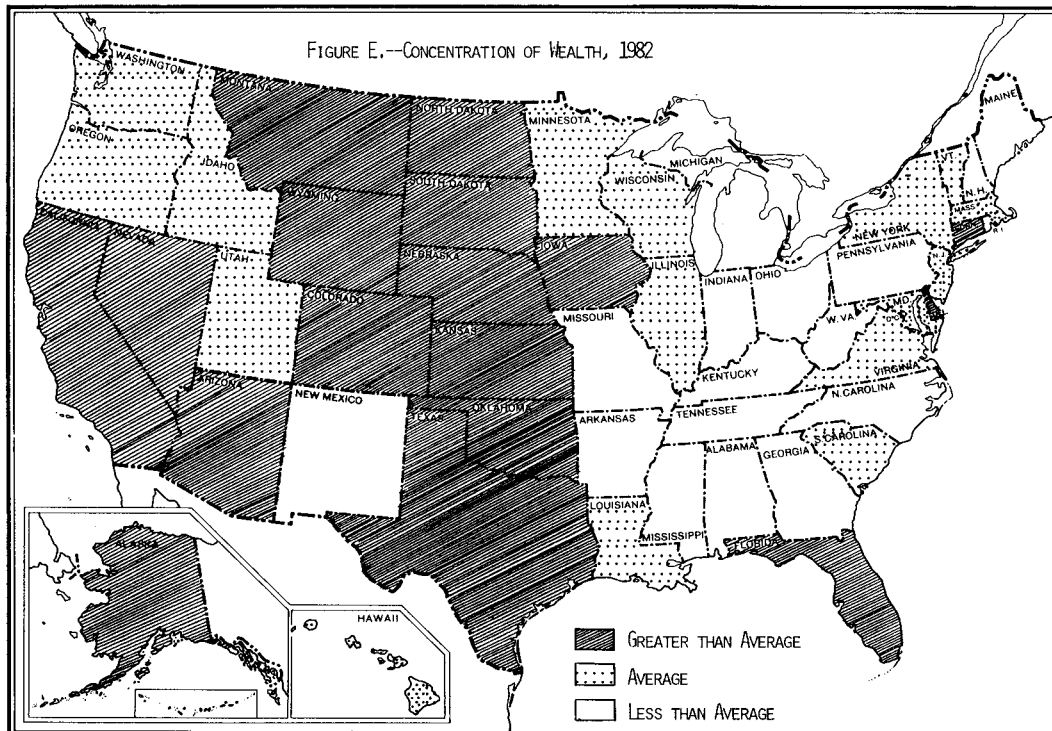 FIGURE E.--CONCENTRATION OF WEALTH, 1982
WASHINGTON
MONTANA
NORTH DAKOTA
MINNESOTA
MAINE
OREGON
IDAHO
MICHIGAN
WISCONSIN
VT.
N.H.
WYOMING
SOUTH DAKOTA
MASS
NEW YORK
R.I.
CALIFORNIA
NEVADA
UTAH
NEBRASKA
IOWA
ILLINOIS
INDIANA
OHIO
PENNSYLVANIA
COLORADO
KANSAS
MISSOURI
W. VA.
MD.
KENTUCKY
VIRGINIA
ARIZONA
NEW MEXICO
TEXAS
OKLAHOMA
ARKANSAS
TENNESSEE
N. CAROLINA
ALABAMA
GEORGIA
S. CAROLINA
LOUISIANA
MISSISSIPPI
FLORIDA
ALASKA
HAWAII
GREATER THAN AVERAGE
AVERAGE
LESS THAN AVERAGE